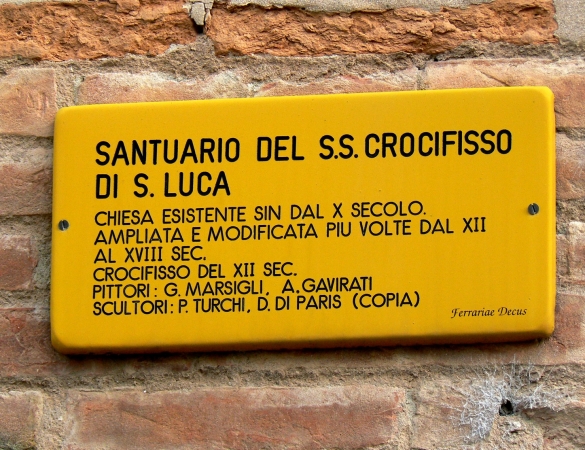 SANTUARIO DEL S.S. CROCIFISSO
DI S. LUCA
CHIESA ESISTENTE SIN DAL X SECOLO.
AMPLIATA E MODIFICATA PIU VOLTE DAL XII
AL XVIII SEC.
CROCIFISSO DEL XII SEC.
PITTORI: G. MARSIGLI, A. GAVIRATI
SCULTORI: P. TURCHI, D. DI PARIS (COPIA)
Ferrariae Decus